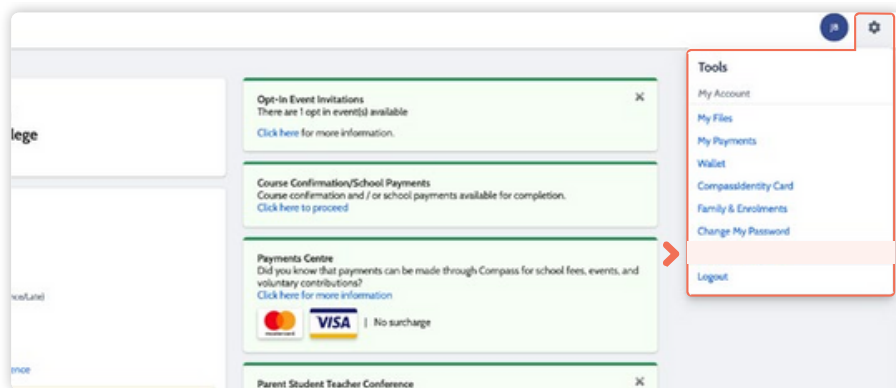 JB
Tools
My Account
My Files
My Payments
Wallet
CompassIdentity Card
Family & Enrolments
Change My Password
Logout
lege
nce/Late)
ence
Opt-In Event Invitations
There are 1 opt in event(s) available
Click here for more information.
Course Confirmation/School Payments
Course confirmation and / or school payments available for completion.
Click here to proceed
Payments Centre
Did you know that payments can be made through Compass for school fees, events, and
voluntary contributions?
Click here for more information
mastercard VISA | No surcharge
Parent Student Teacher Conference